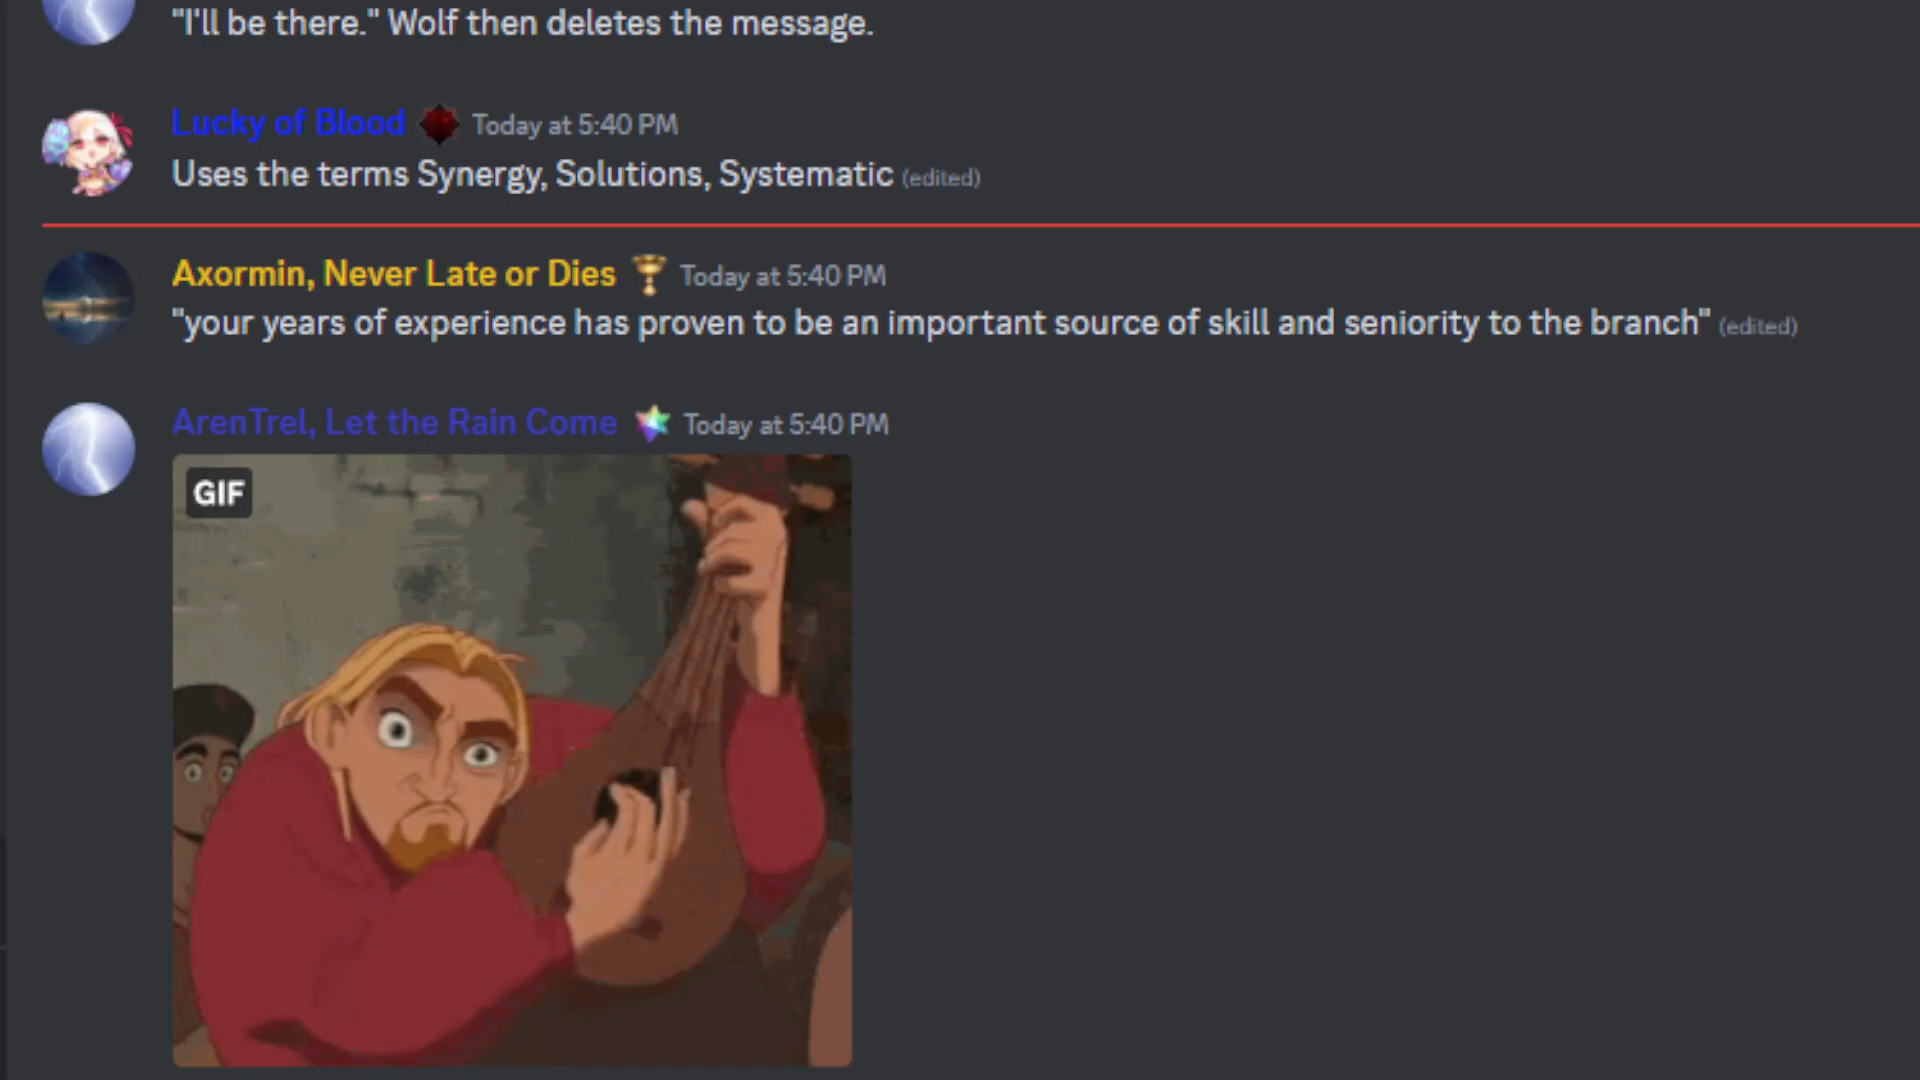 "I'll be there." Wolf then deletes the message.
Lucky of Blood Today at 5:40 PM
Uses the terms Synergy, Solutions, Systematic (edited)
Axormin, Never Late or Dies Today at 5:40 PM
"your years of experience has proven to be an important source of skill and seniority to the branch" (edited)
ArenTrel, Let the Rain Come Today at 5:40 PM
GIF